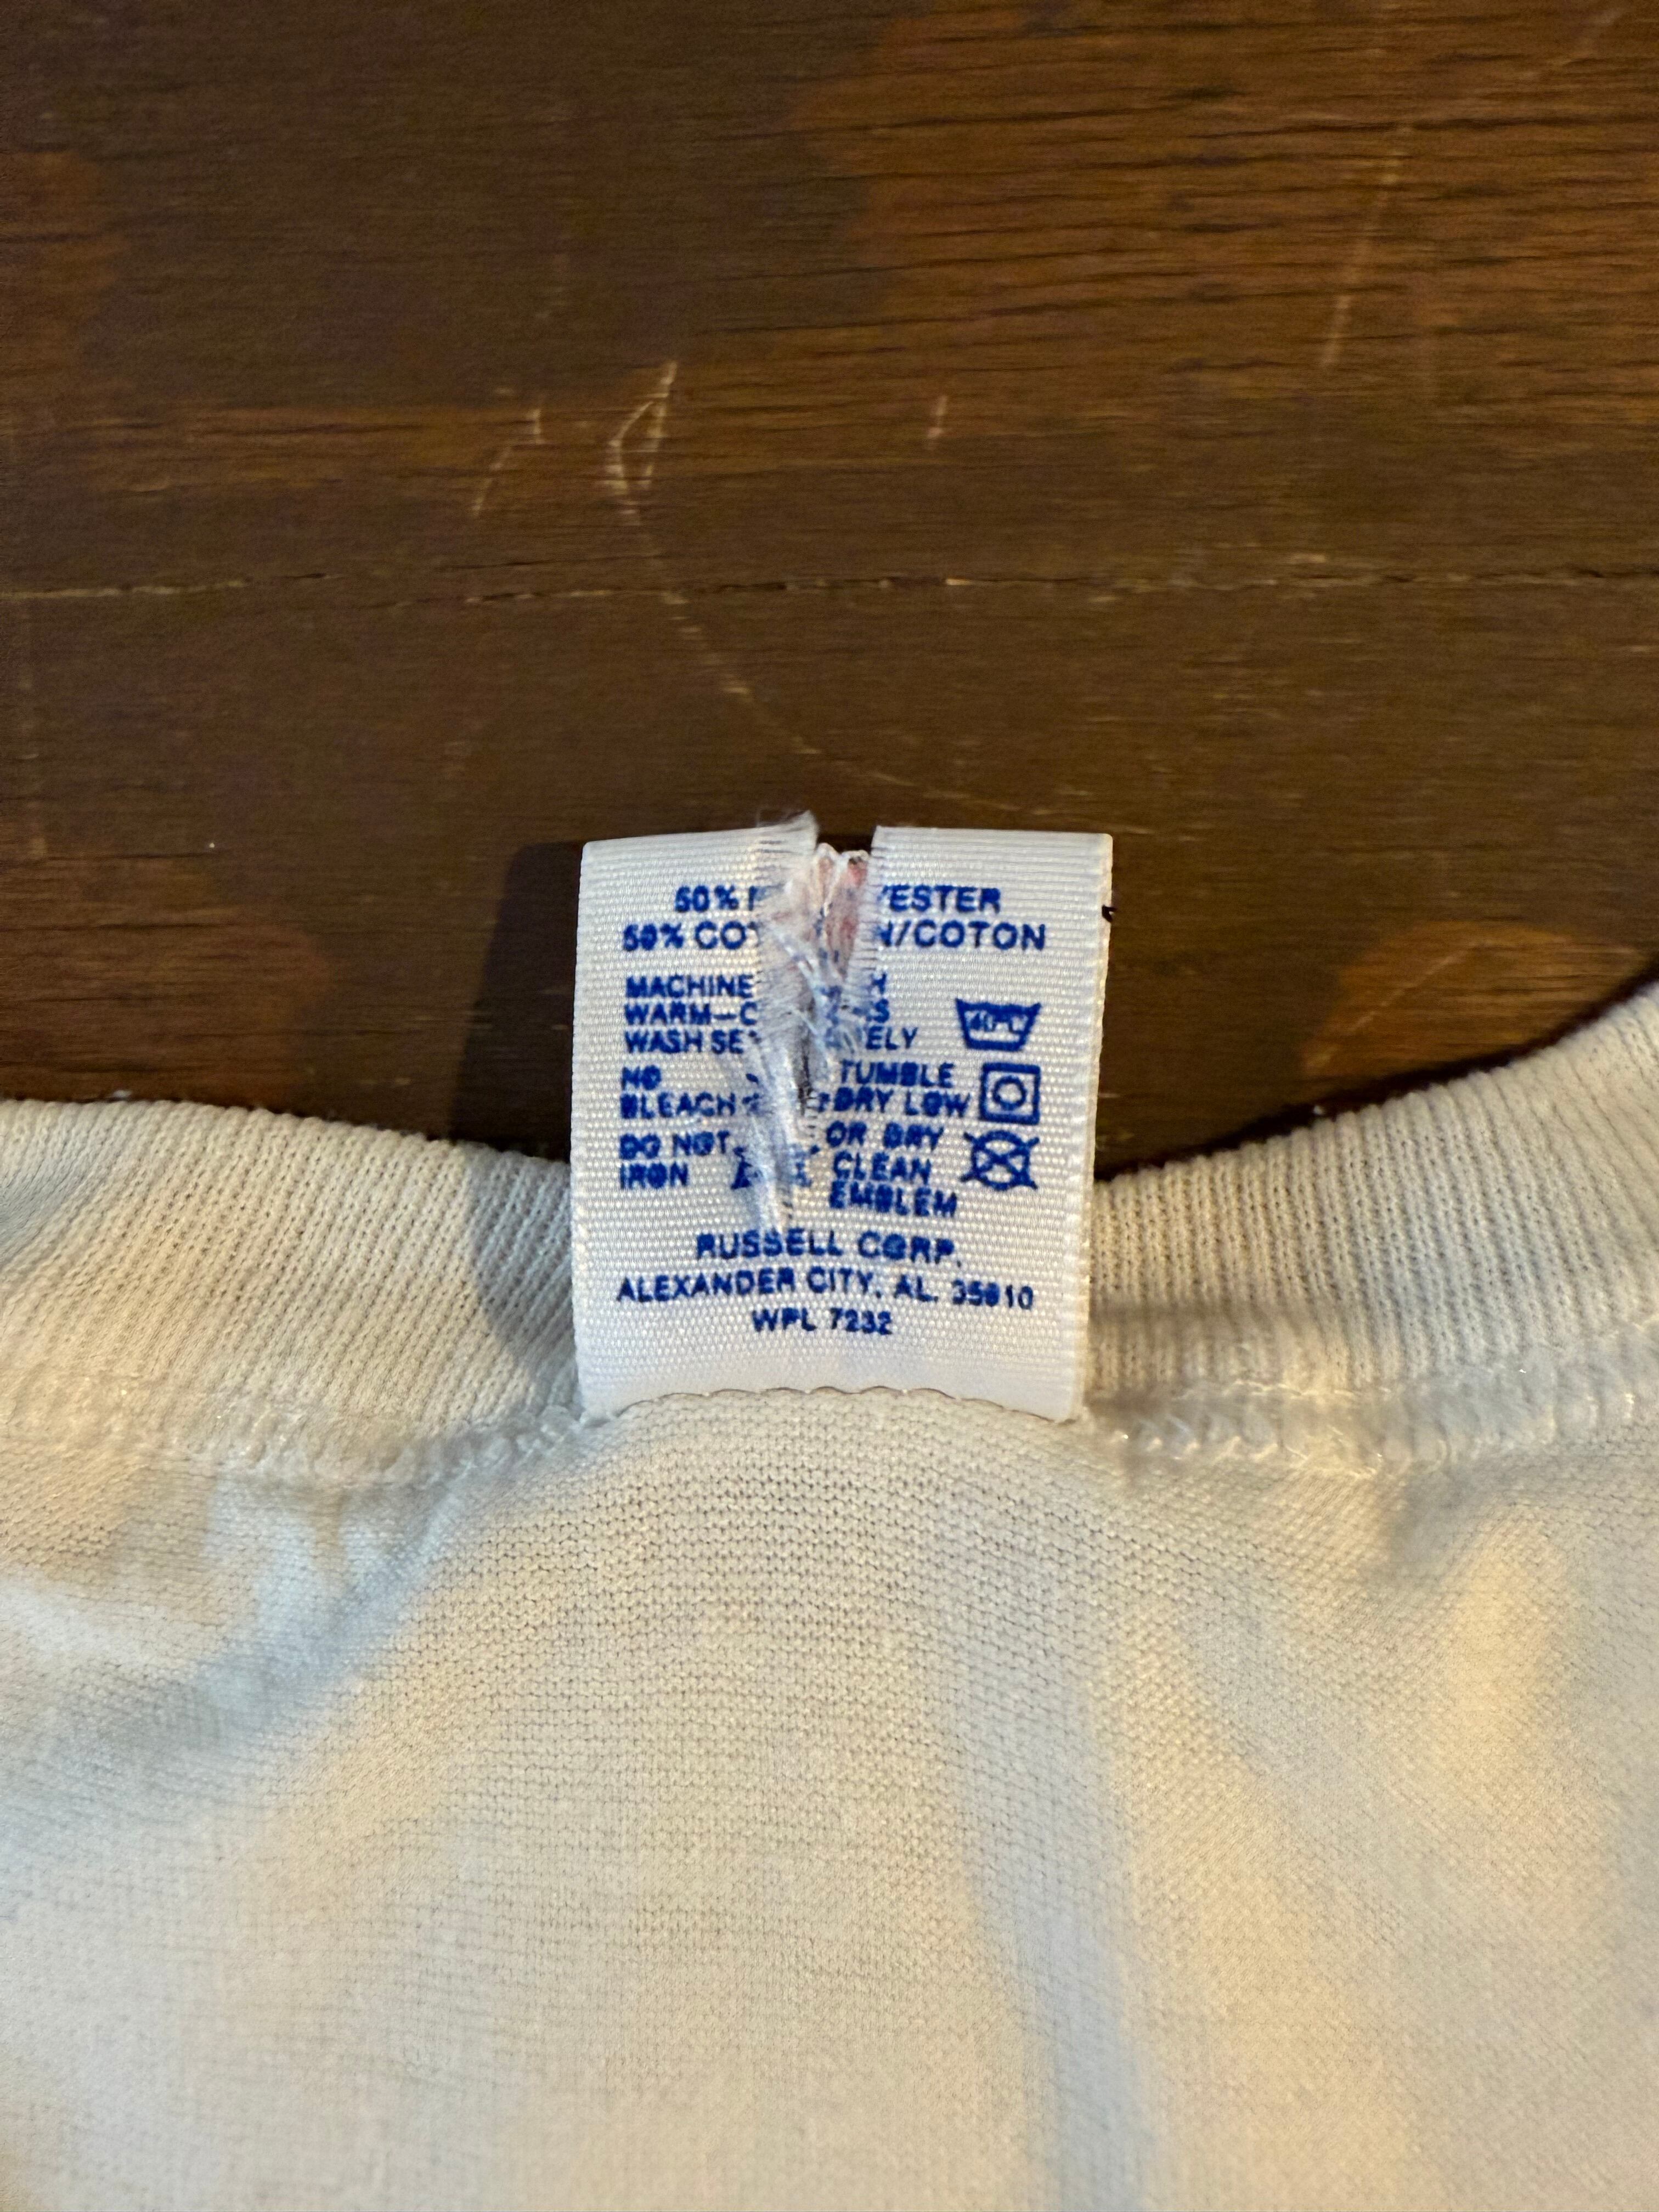 50% YESTER
50% CO N/COTON
MACHINE
WARM—C
WASH SE ELY
NO TUMBLE
BLEACH DRY LOW
DO NOT OR DRY
IRON CLEAN
EMBLEM
RUSSELL CORP.
ALEXANDER CITY, AL. 35010
WPL 7232